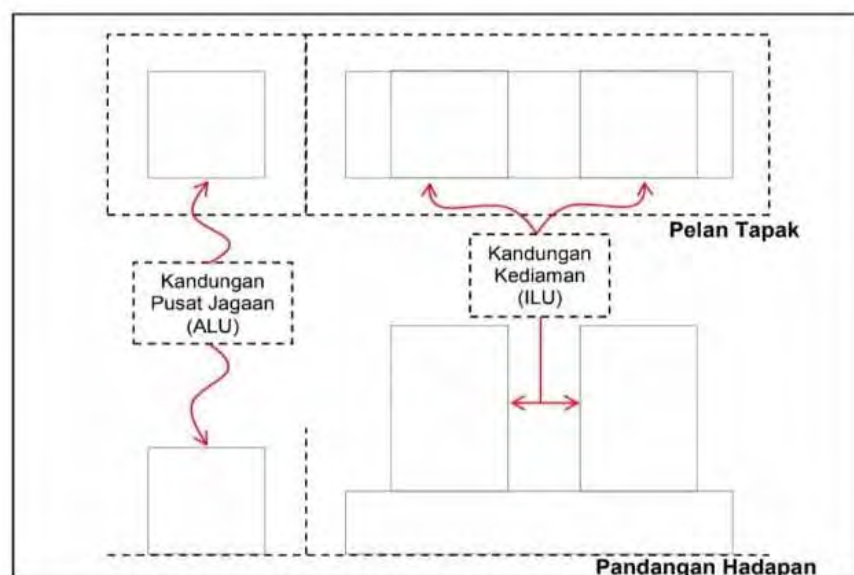 Pelan Tapak
Kandungan
Pusat Jagaan
(ALU)
Kandungan
Kediaman
(ILU)
Pandangan Hadapan